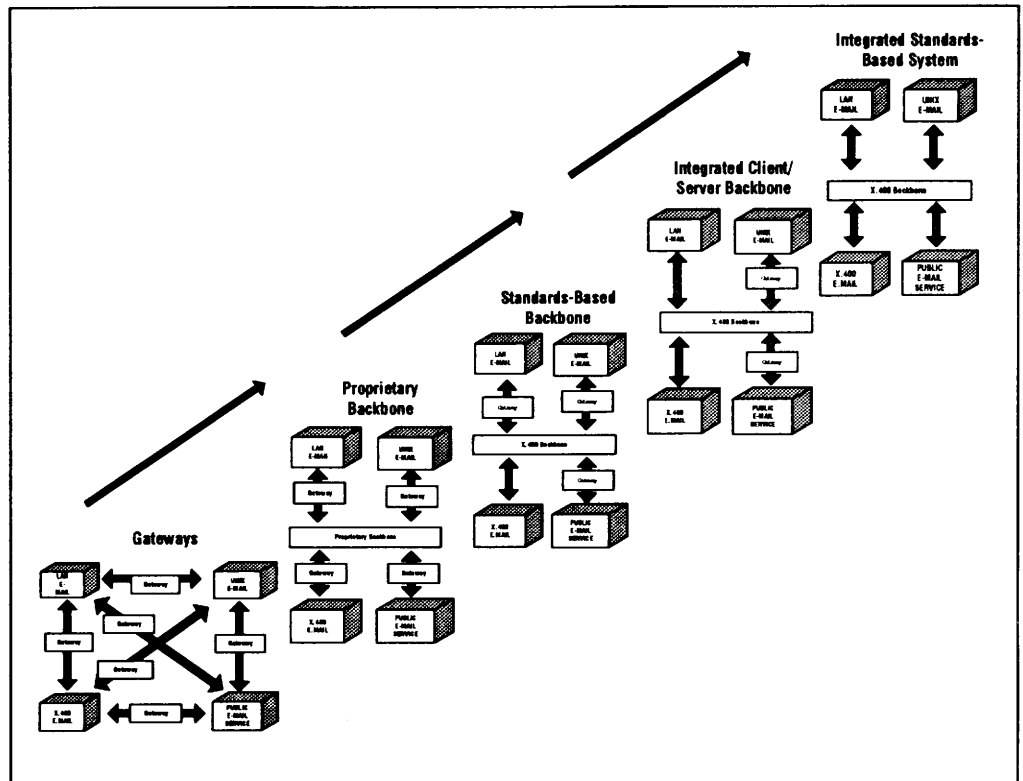 Integrated Standards-
Based System
LAN
E-MAIL
UNIX
E-MAIL
X.400 Backbone
X.400
E.MAIL
PUBLIC
E-MAIL
SERVICE
Integrated Client/
Server Backbone
LAN
E-MAIL
UNIX
E-MAIL
Gateway
X.400 Backbone
Gateway
X.400
E.MAIL
PUBLIC
E-MAIL
SERVICE
Standards-Based
Backbone
LAN
E-MAIL
UNIX
E-MAIL
Gateway
Gateway
X.400 Backbone
Gateway
X.400
E.MAIL
PUBLIC
E-MAIL
SERVICE
Proprietary
Backbone
LAN
E-MAIL
UNIX
E-MAIL
Gateway
Gateway
Proprietary Backbone
Gateway
Gateway
X.400
E.MAIL
PUBLIC
E-MAIL
SERVICE
Gateways
LAN
E-
MAIL
Gateway
UNIX
E-MAIL
Gateway
Gateway
Gateway
Gateway
X.400
E.MAIL
Gateway
PUBLIC
E-MAIL
SERVICE